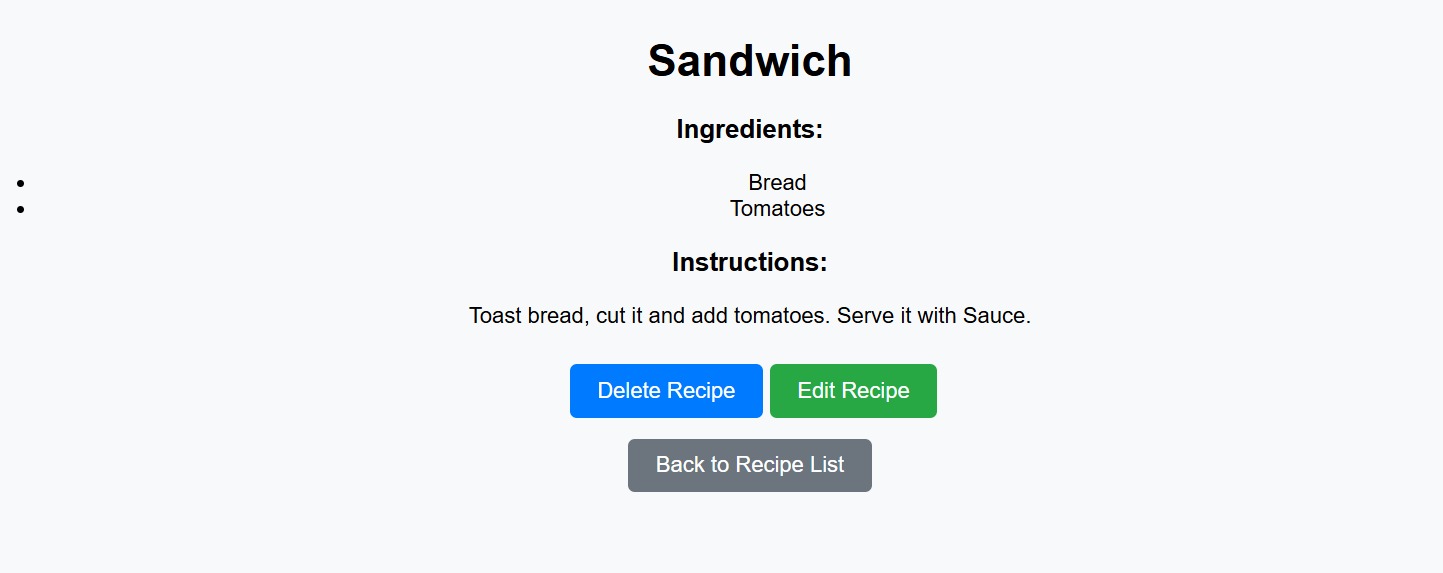 Sandwich
Ingredients:
• Bread
• Tomatoes
Instructions:
Toast bread, cut it and add tomatoes. Serve it with Sauce.
Delete Recipe Edit Recipe
Back to Recipe List